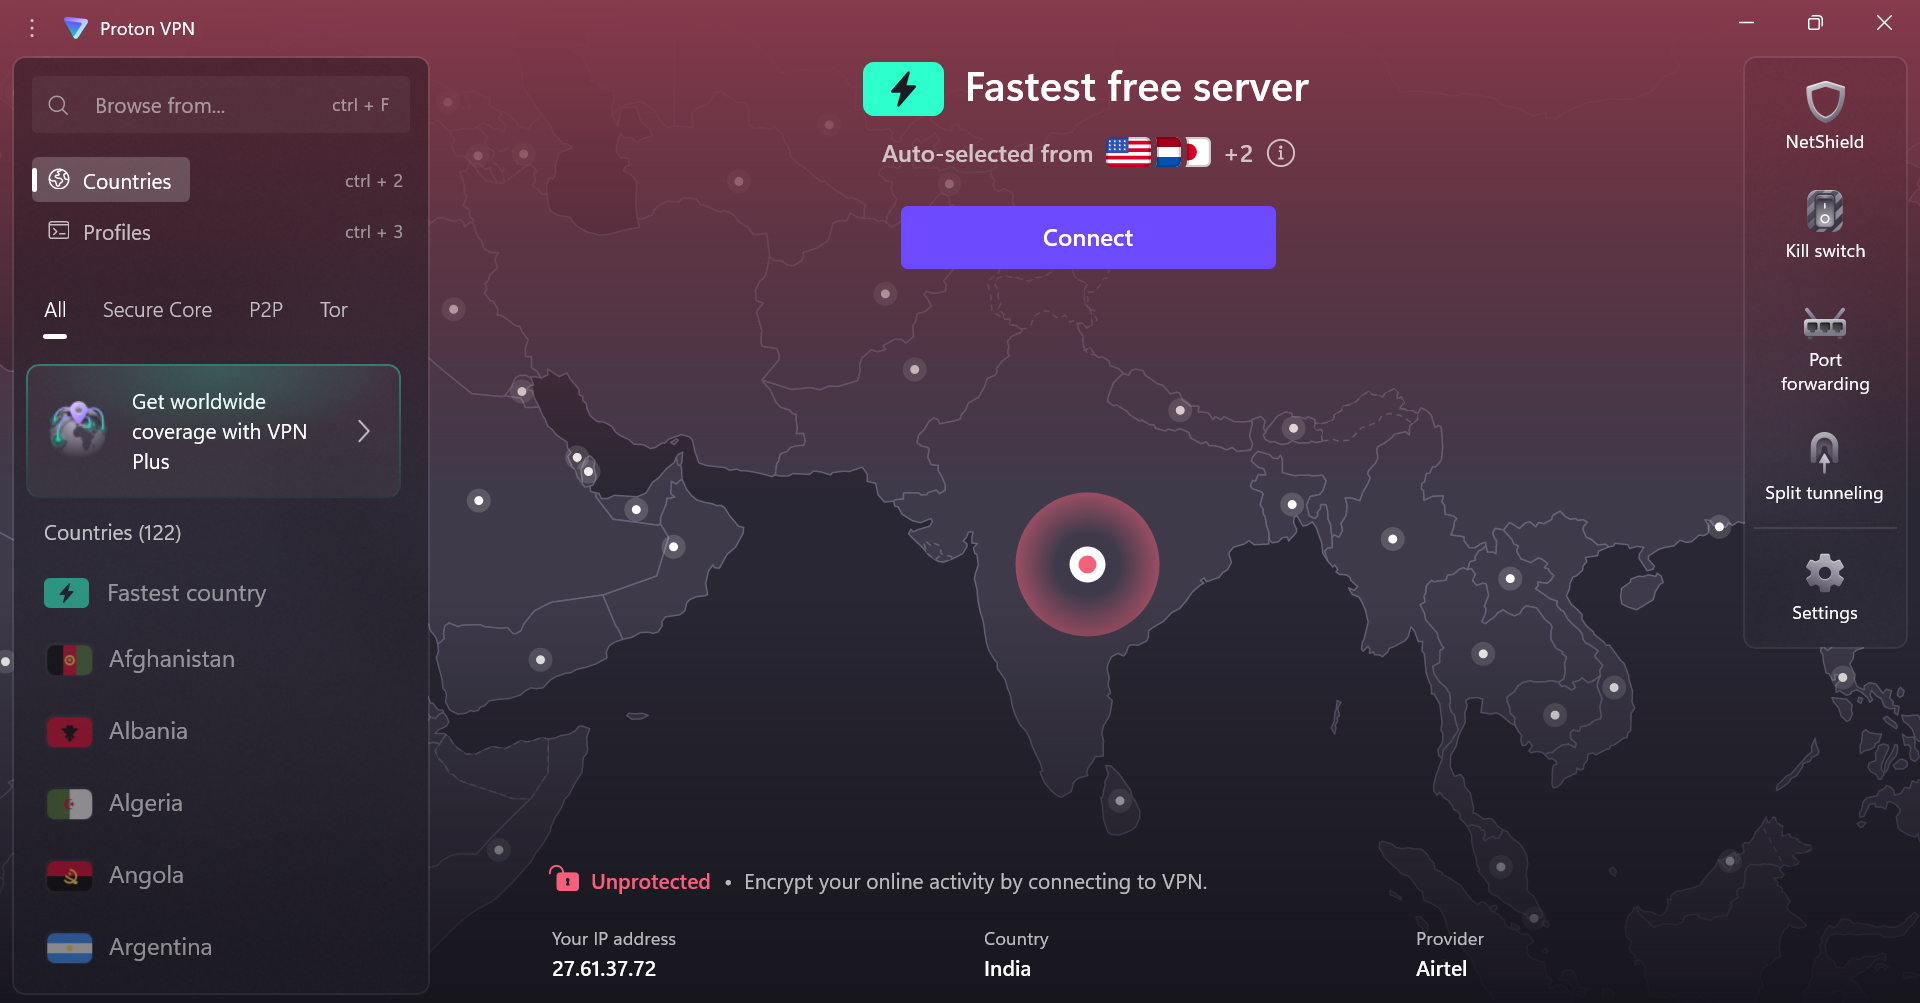 Proton VPN
Browse from...
ctrl + F
Countries
ctrl + 2
Profiles
ctrl + 3
All
Secure Core
P2P
Tor
Get worldwide
coverage with VPN
Plus
Countries (122)
Fastest country
Afghanistan
Albania
Algeria
Angola
Argentina
Fastest free server
Auto-selected from
+2
Connect
Unprotected • Encrypt your online activity by connecting to VPN.
Your IP address
27.61.37.72
Country
India
Provider
Airtel
NetShield
Kill switch
Port
forwarding
Split tunneling
Settings